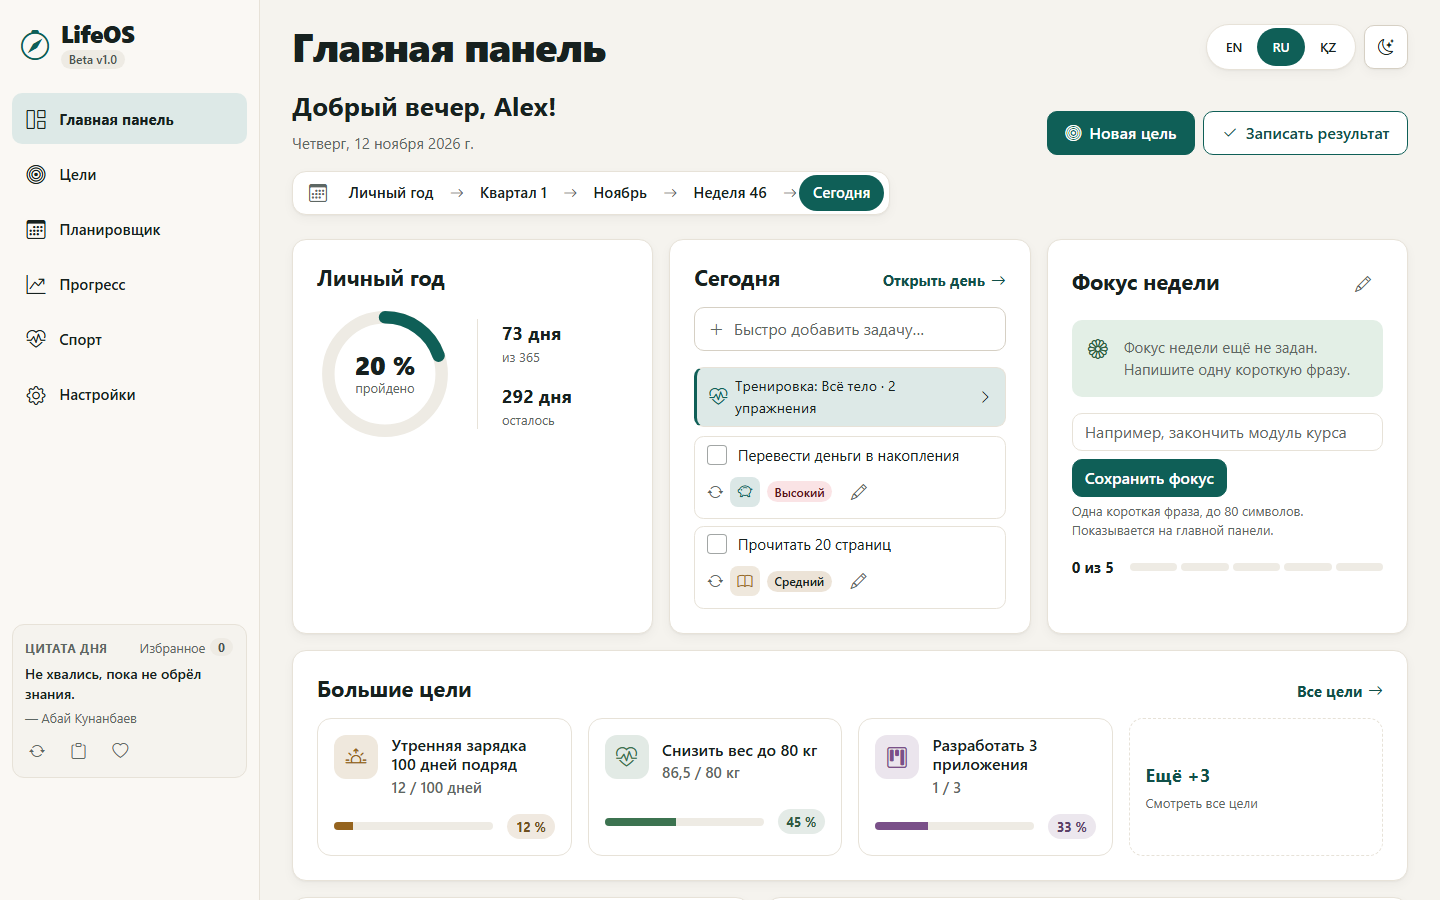 LifeOS
Beta v1.0
Главная панель
Цели
Планировщик
Прогресс
Спорт
Настройки
ЦИТАТА ДНЯ
Избранное 0
Не хвались, пока не обрёл
знания.
— Абай Кунанбаев
Главная панель
EN RU ҚZ
Добрый вечер, Alex!
Четверг, 12 ноября 2026 г.
Новая цель
Записать результат
Личный год → Квартал 1 → Ноябрь → Неделя 46 → Сегодня
Личный год
20 %
пройдено
73 дня
из 365
292 дня
осталось
Сегодня
Открыть день →
Быстро добавить задачу...
Тренировка: Всё тело · 2
упражнения
Перевести деньги в накопления
Высокий
Прочитать 20 страниц
Средний
Фокус недели
Фокус недели ещё не задан.
Напишите одну короткую фразу.
Например, закончить модуль курса
Сохранить фокус
Одна короткая фраза, до 80 символов.
Показывается на главной панели.
0 из 5
Большие цели
Все цели →
Утренняя зарядка
100 дней подряд
12 / 100 дней
12 %
Снизить вес до 80 кг
86,5 / 80 кг
45 %
Разработать 3
приложения
1 / 3
33 %
Ещё +3
Смотреть все цели